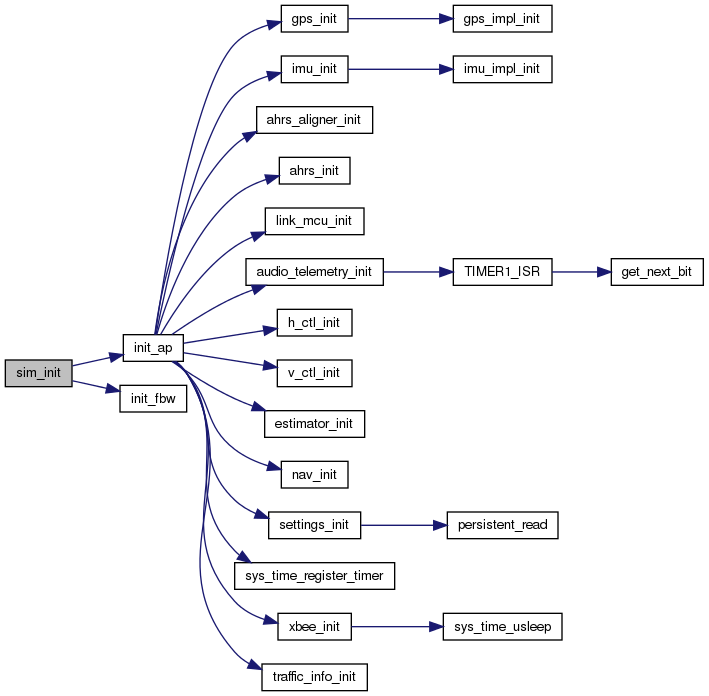 gps_init
gps_impl_init
imu_init
imu_impl_init
ahrs_aligner_init
ahrs_init
link_mcu_init
audio_telemetry_init
TIMER1_ISR
get_next_bit
h_ctl_init
init_ap
v_ctl_init
sim_init
init_fbw
estimator_init
nav_init
settings_init
persistent_read
sys_time_register_timer
xbee_init
sys_time_usleep
traffic_info_init